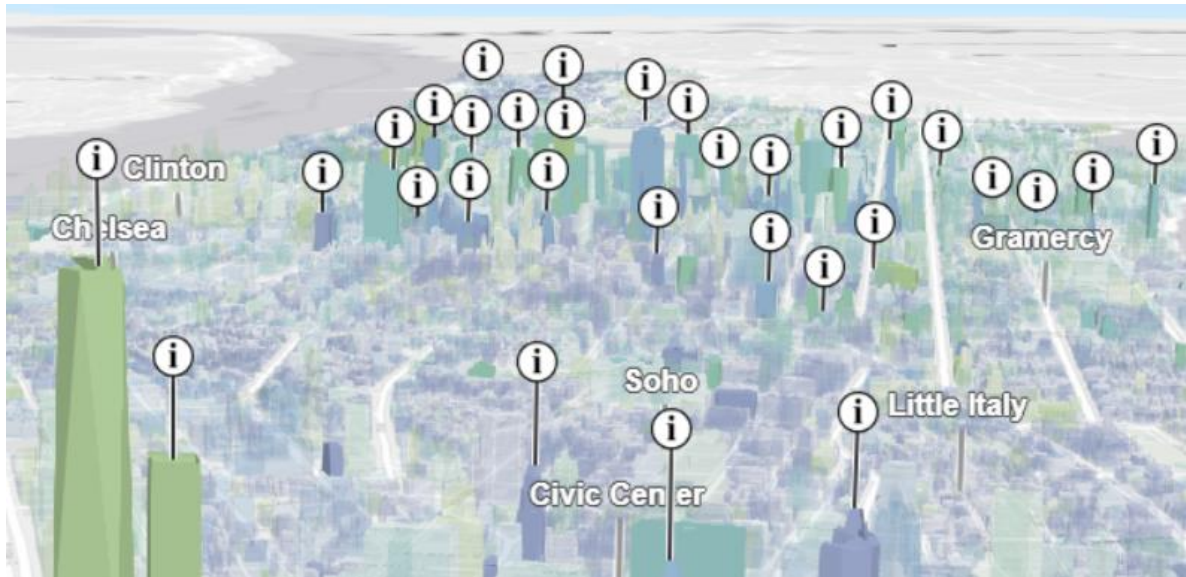 Clinton
Chelsea
Gramercy
Soho
Little Italy
Civic Center